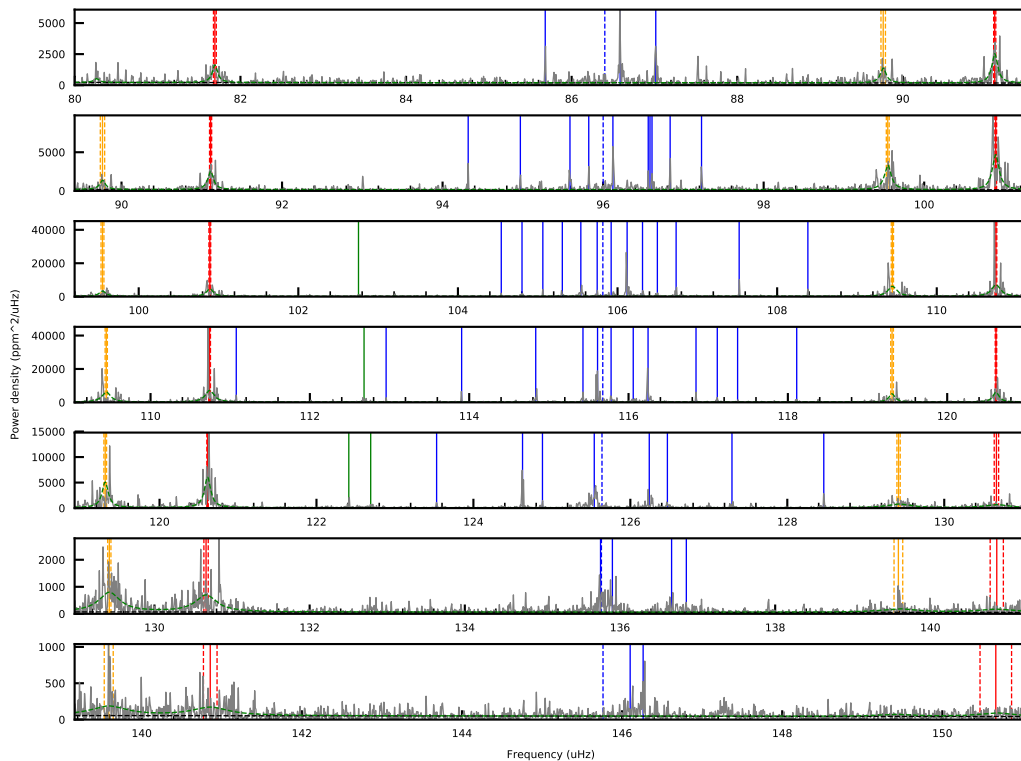 5000
2500
0
80 82 84 86 88 90
5000
0
90 92 94 96 98 100
40000
20000
0
100 102 104 106 108 110
40000
20000
0
110 112 114 116 118 120
Power density (ppm^2/uHz)
15000
10000
5000
0
120 122 124 126 128 130
2000
1000
0
130 132 134 136 138 140
1000
500
0
140 142 144 146 148 150
Frequency (uHz)